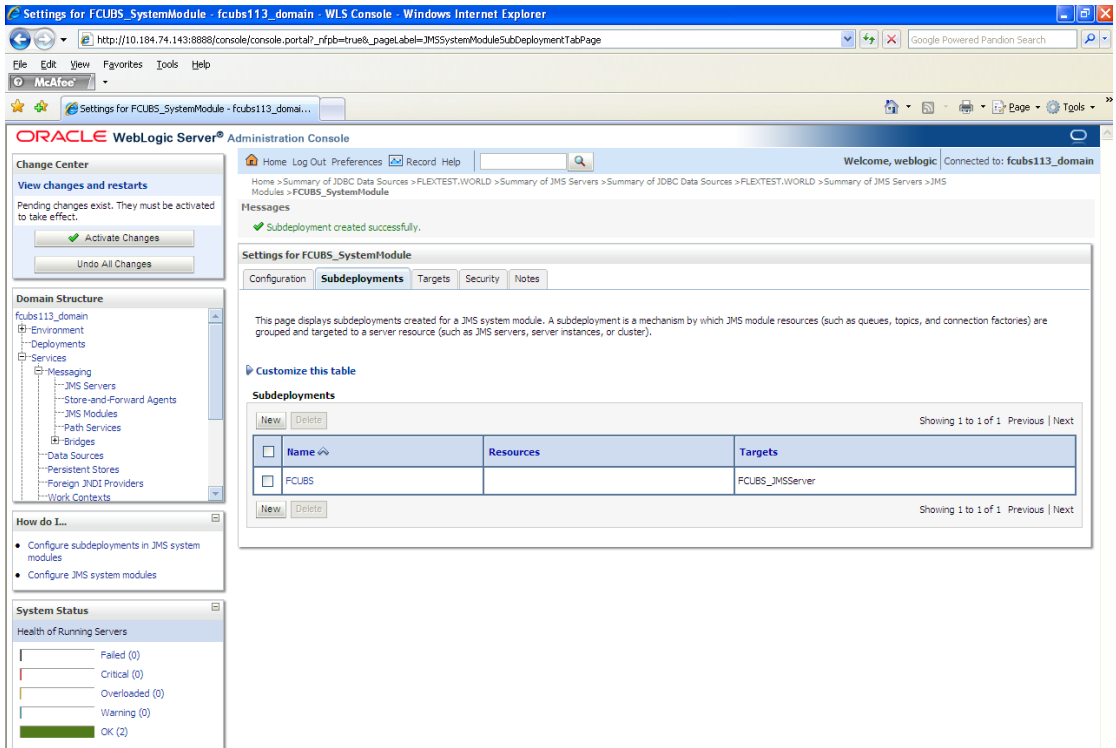 Settings for FCUBS_SystemModule - fcubs113_domain - WLS Console - Windows Internet Explorer
http://10.184.74.143:8888/console/console.portal?_nfpb=true&_pageLabel=JMSSystemModuleSubDeploymentTabPage
Google Powered Pandion Search
File Edit View Favorites Tools Help
McAfee
Settings for FCUBS_SystemModule - fcubs113_domai...
Page Tools »
ORACLE WebLogic Server® Administration Console
Change Center
View changes and restarts
Pending changes exist. They must be activated
to take effect.
Activate Changes
Undo All Changes
Domain Structure
fcubs113_domain
Environment
Deployments
Services
Messaging
JMS Servers
Store-and-Forward Agents
JMS Modules
Path Services
Bridges
Data Sources
Persistent Stores
Foreign JNDI Providers
Work Contexts
How do I...
Configure subdeployments in JMS system
modules
Configure JMS system modules
System Status
Health of Running Servers
Failed (0)
Critical (0)
Overloaded (0)
Warning (0)
OK (2)
Home Log Out Preferences Record Help
Welcome, weblogic Connected to: fcubs113_domain
Home >Summary of JDBC Data Sources >FLEXTEST.WORLD >Summary of JMS Servers >Summary of JDBC Data Sources >FLEXTEST.WORLD >Summary of JMS Servers >JMS
Modules >FCUBS_SystemModule
Messages
Subdeployment created successfully.
Settings for FCUBS_SystemModule
Configuration Subdeployments Targets Security Notes
This page displays subdeployments created for a JMS system module. A subdeployment is a mechanism by which JMS module resources (such as queues, topics, and connection factories) are
grouped and targeted to a server resource (such as JMS servers, server instances, or cluster).
Customize this table
Subdeployments
New Delete Showing 1 to 1 of 1 Previous | Next
Name Resources Targets
FCUBS FCUBS_JMSServer
New Delete Showing 1 to 1 of 1 Previous | Next